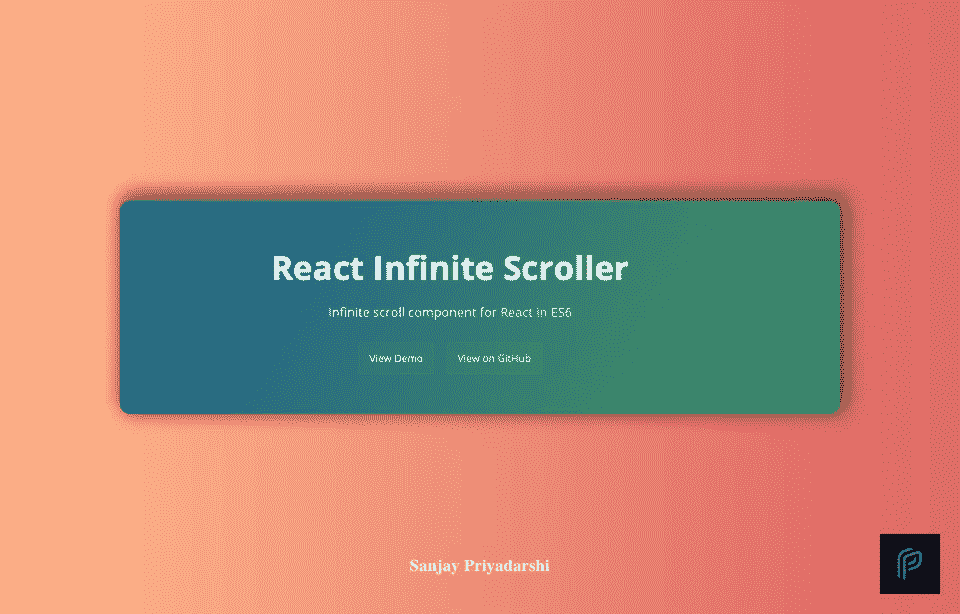 React Infinite Scroller
Infinite scroll component for React in ES6
View Demo View on GitHub
Sanjay Priyadarshi